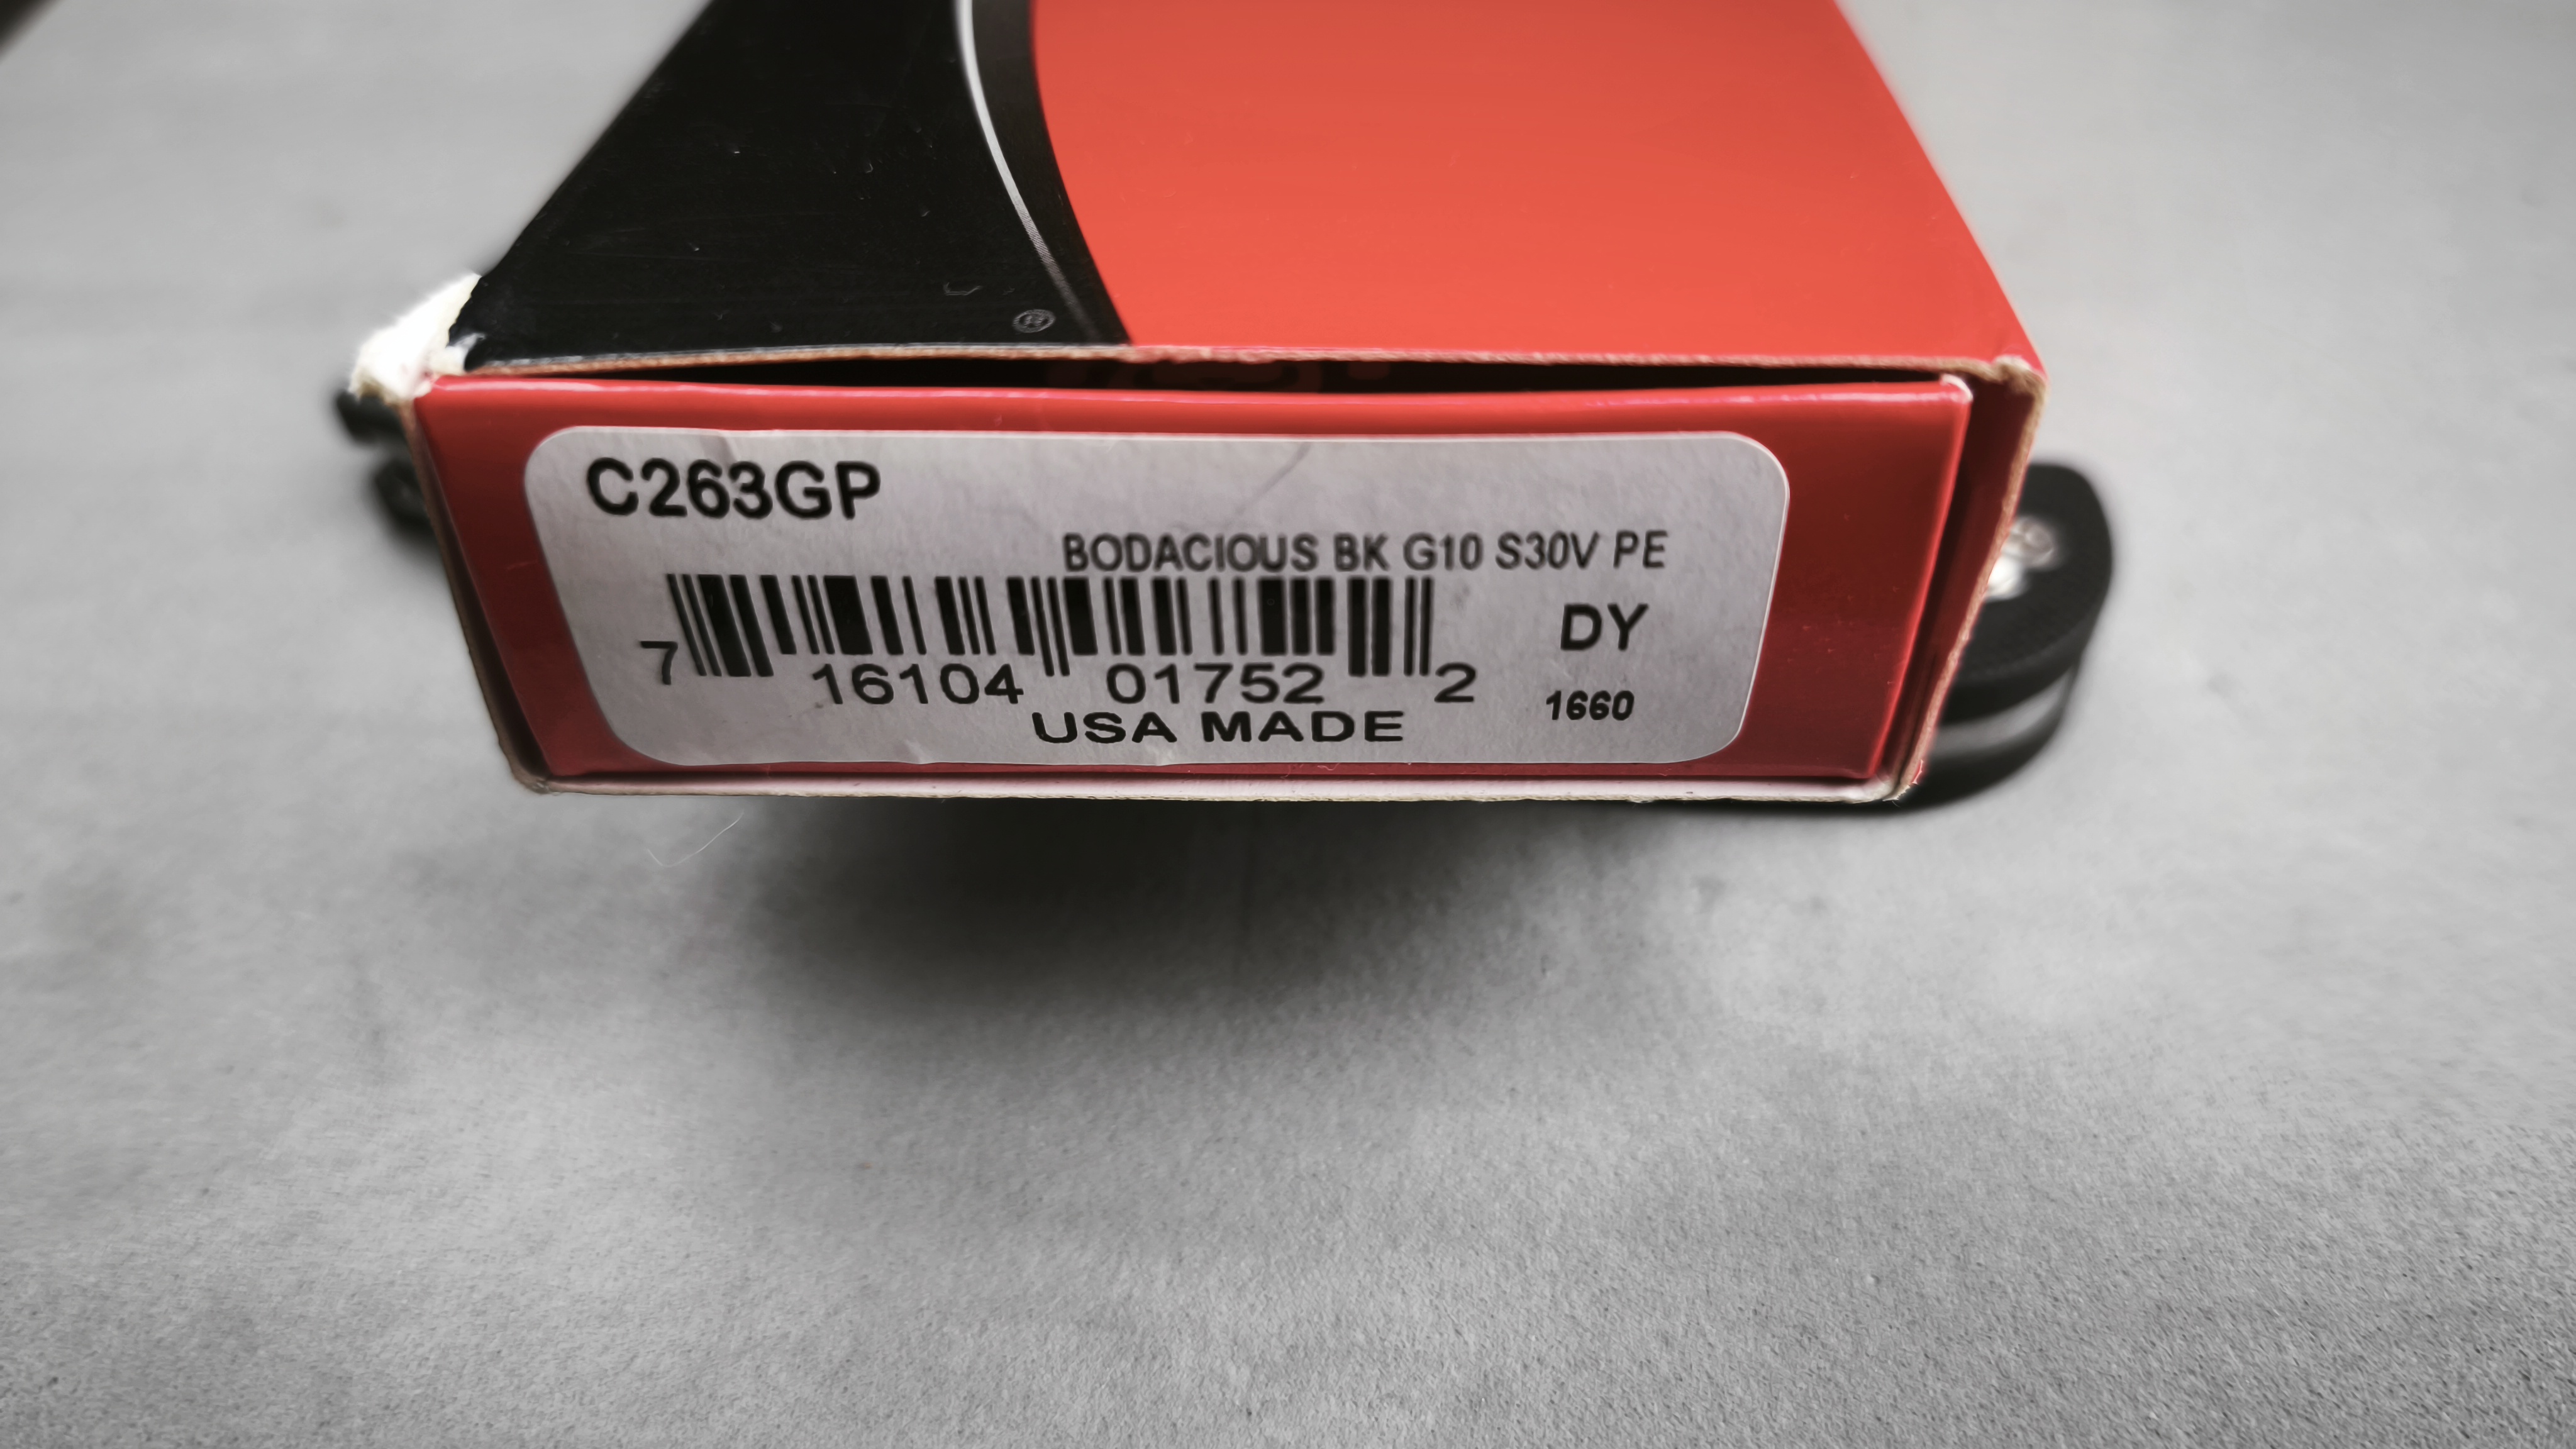 ®
C263GP
BODACIOUS BK G10 S30V PE
DY
7 16104 01752 2
1660
USA MADE